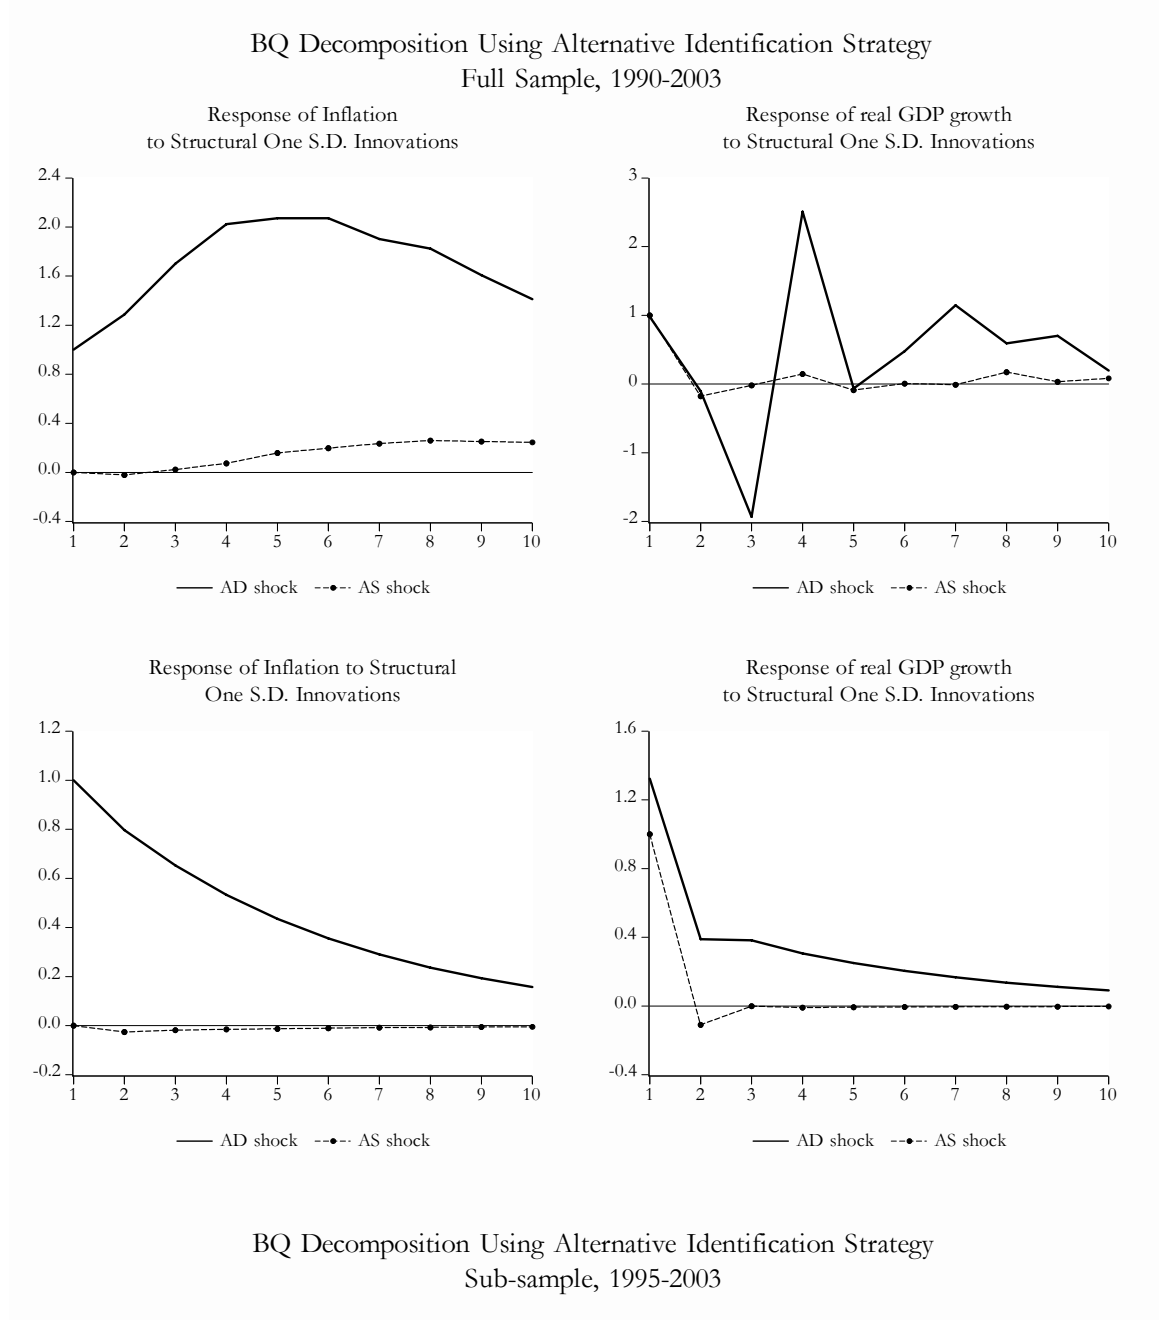 BQ Decomposition Using Alternative Identification Strategy
Full Sample, 1990-2003
Response of Inflation
to Structural One S.D. Innovations
2.4
2.0
1.6
1.2
0.8
0.4
0.0
-0.4
1 2 3 4 5 6 7 8 9 10
AD shock AS shock
Response of real GDP growth
to Structural One S.D. Innovations
3
2
1
0
-1
-2
1 2 3 4 5 6 7 8 9 10
AD shock AS shock
Response of Inflation to Structural
One S.D. Innovations
1.2
1.0
0.8
0.6
0.4
0.2
0.0
-0.2
1 2 3 4 5 6 7 8 9 10
AD shock AS shock
Response of real GDP growth
to Structural One S.D. Innovations
1.6
1.2
0.8
0.4
0.0
-0.4
1 2 3 4 5 6 7 8 9 10
AD shock AS shock
BQ Decomposition Using Alternative Identification Strategy
Sub-sample, 1995-2003